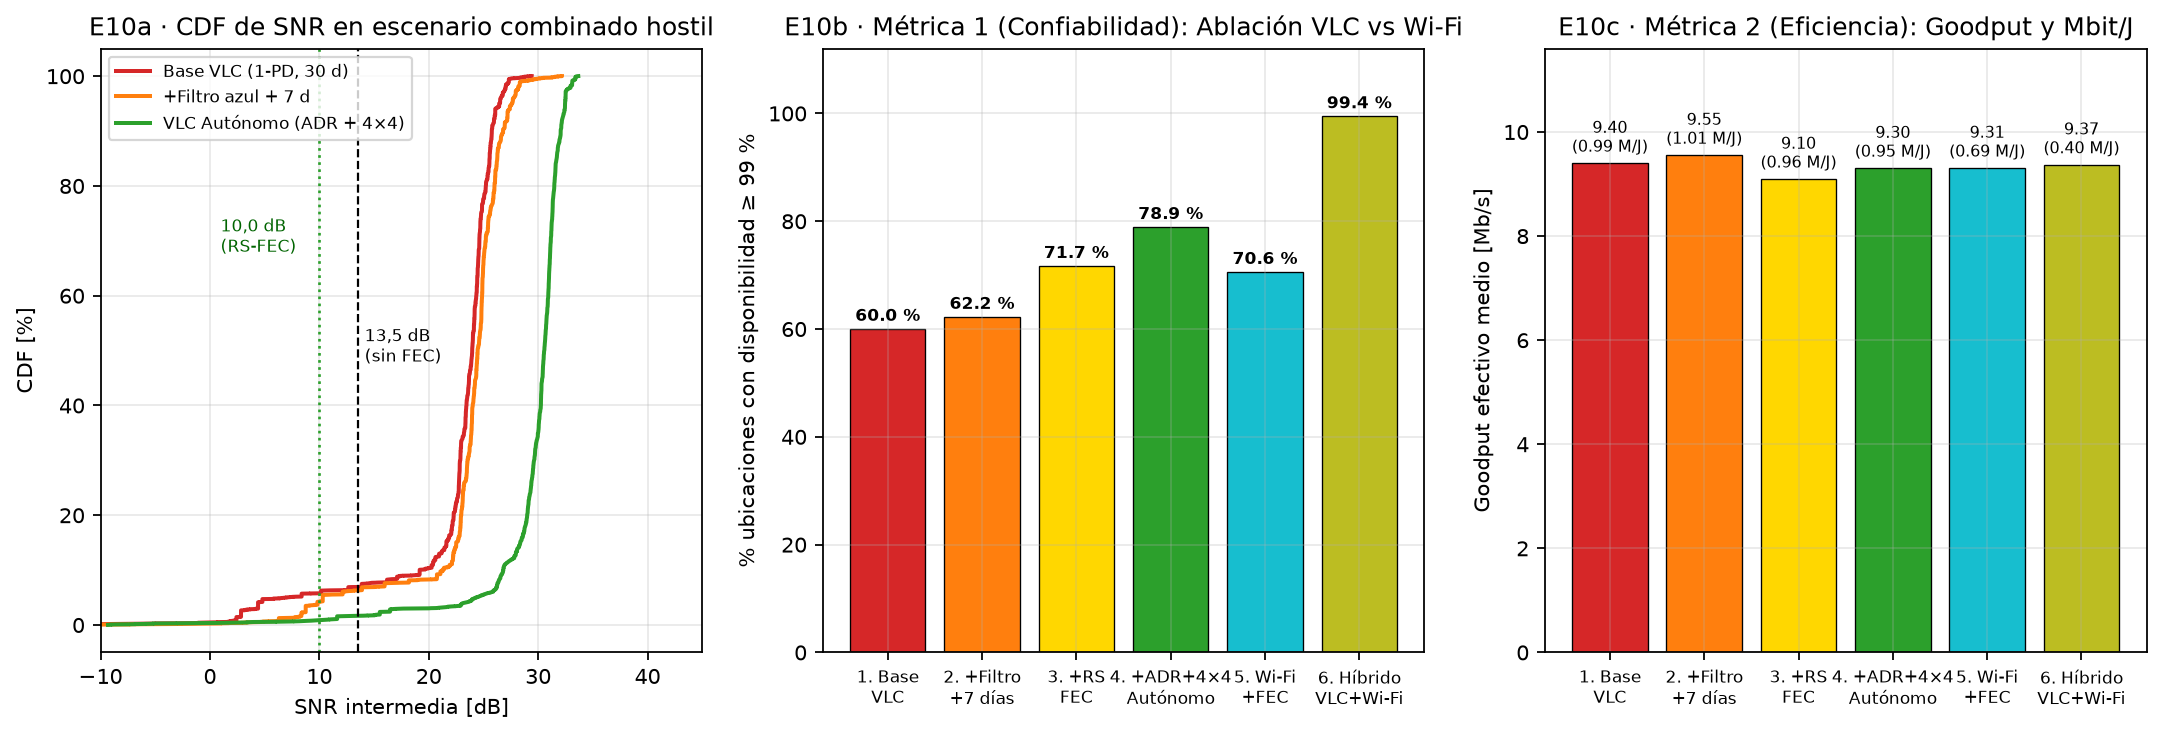 E10a · CDF de SNR en escenario combinado hostil
CDF [%]
100
80
60
40
20
0
Base VLC (1-PD, 30 d)
+Filtro azul + 7 d
VLC Autónomo (ADR + 4×4)
10,0 dB
(RS-FEC)
13,5 dB
(sin FEC)
−10
0
10
20
30
40
SNR intermedia [dB]
E10b · Métrica 1 (Confiabilidad): Ablación VLC vs Wi-Fi
% ubicaciones con disponibilidad ≥ 99 %
100
80
60
40
20
0
60.0 %
62.2 %
71.7 %
78.9 %
70.6 %
99.4 %
1. Base
VLC
2. +Filtro
+7 días
3. +RS
FEC
4. +ADR+4×4
Autónomo
5. Wi-Fi
+FEC
6. Híbrido
VLC+Wi-Fi
E10c · Métrica 2 (Eficiencia): Goodput y Mbit/J
Goodput efectivo medio [Mb/s]
10
8
6
4
2
0
9.40
(0.99 M/J)
9.55
(1.01 M/J)
9.10
(0.96 M/J)
9.30
(0.95 M/J)
9.31
(0.69 M/J)
9.37
(0.40 M/J)
1. Base
VLC
2. +Filtro
+7 días
3. +RS
FEC
4. +ADR+4×4
Autónomo
5. Wi-Fi
+FEC
6. Híbrido
VLC+Wi-Fi